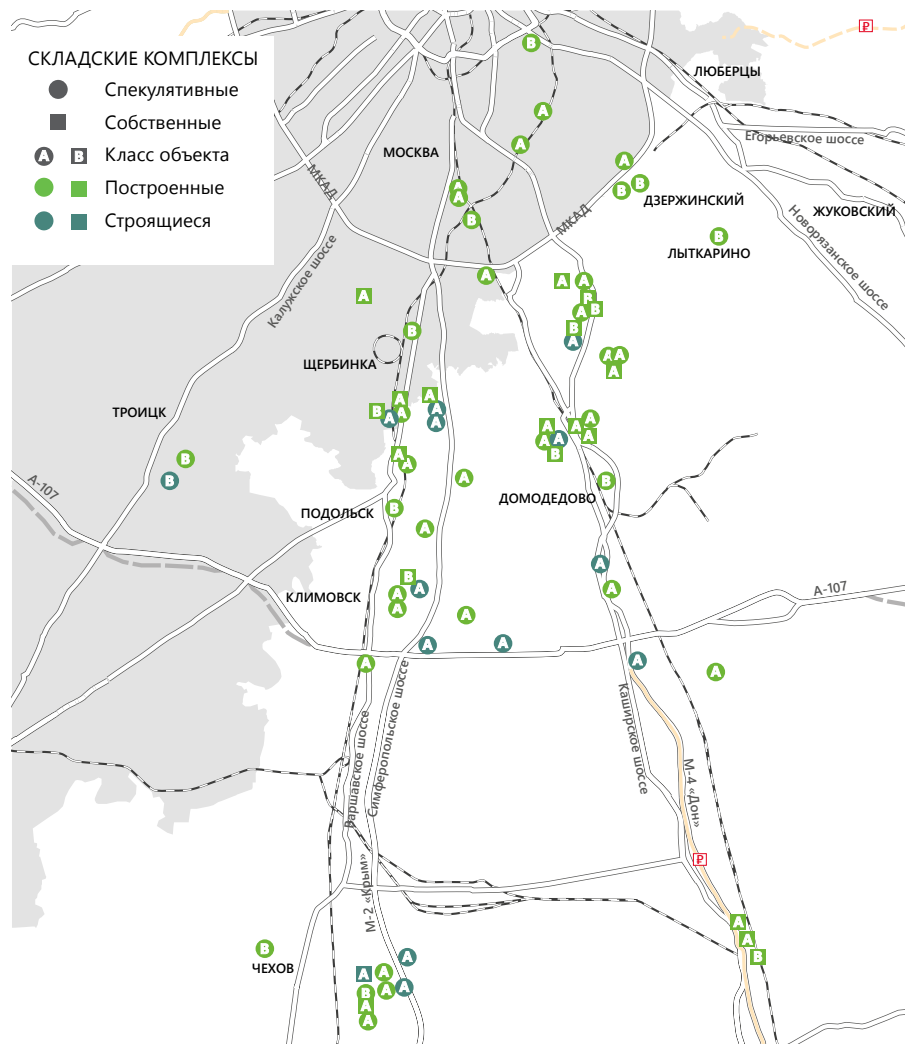 СКЛАДСКИЕ КОМПЛЕКСЫ
Спекулятивные
Собственные
A B Класс объекта
Построенные
Строящиеся
₽
B
ЛЮБЕРЦЫ
A
Егорьевское шоссе
A
МОСКВА
МКАД
A
B B
ДЗЕРЖИНСКИЙ
A
A
B
МКАД
ЖУКОВСКИЙ
Новорязанское шоссе
B
ЛЫТКАРИНО
Калужское шоссе
A
A A
A
B
A B
B
B
A
ЩЕРБИНКА
A A
A
ТРОИЦК
A
A
B A
A A
A
A
A A
A A
A
B
A
A
B
B
A
A-107
B
ДОМОДЕДОВО
ПОДОЛЬСК
B
A
A
B
A
A
A
A-107
КЛИМОВСК
A
A
A
A
A
A
A
Варшавское шоссе
Симферопольское шоссе
Каширское шоссе
М-4 «Дон»
₽
М-2 «Крым»
A
A
B
B
ЧЕХОВ
A
A
A
B
A
A
A
A